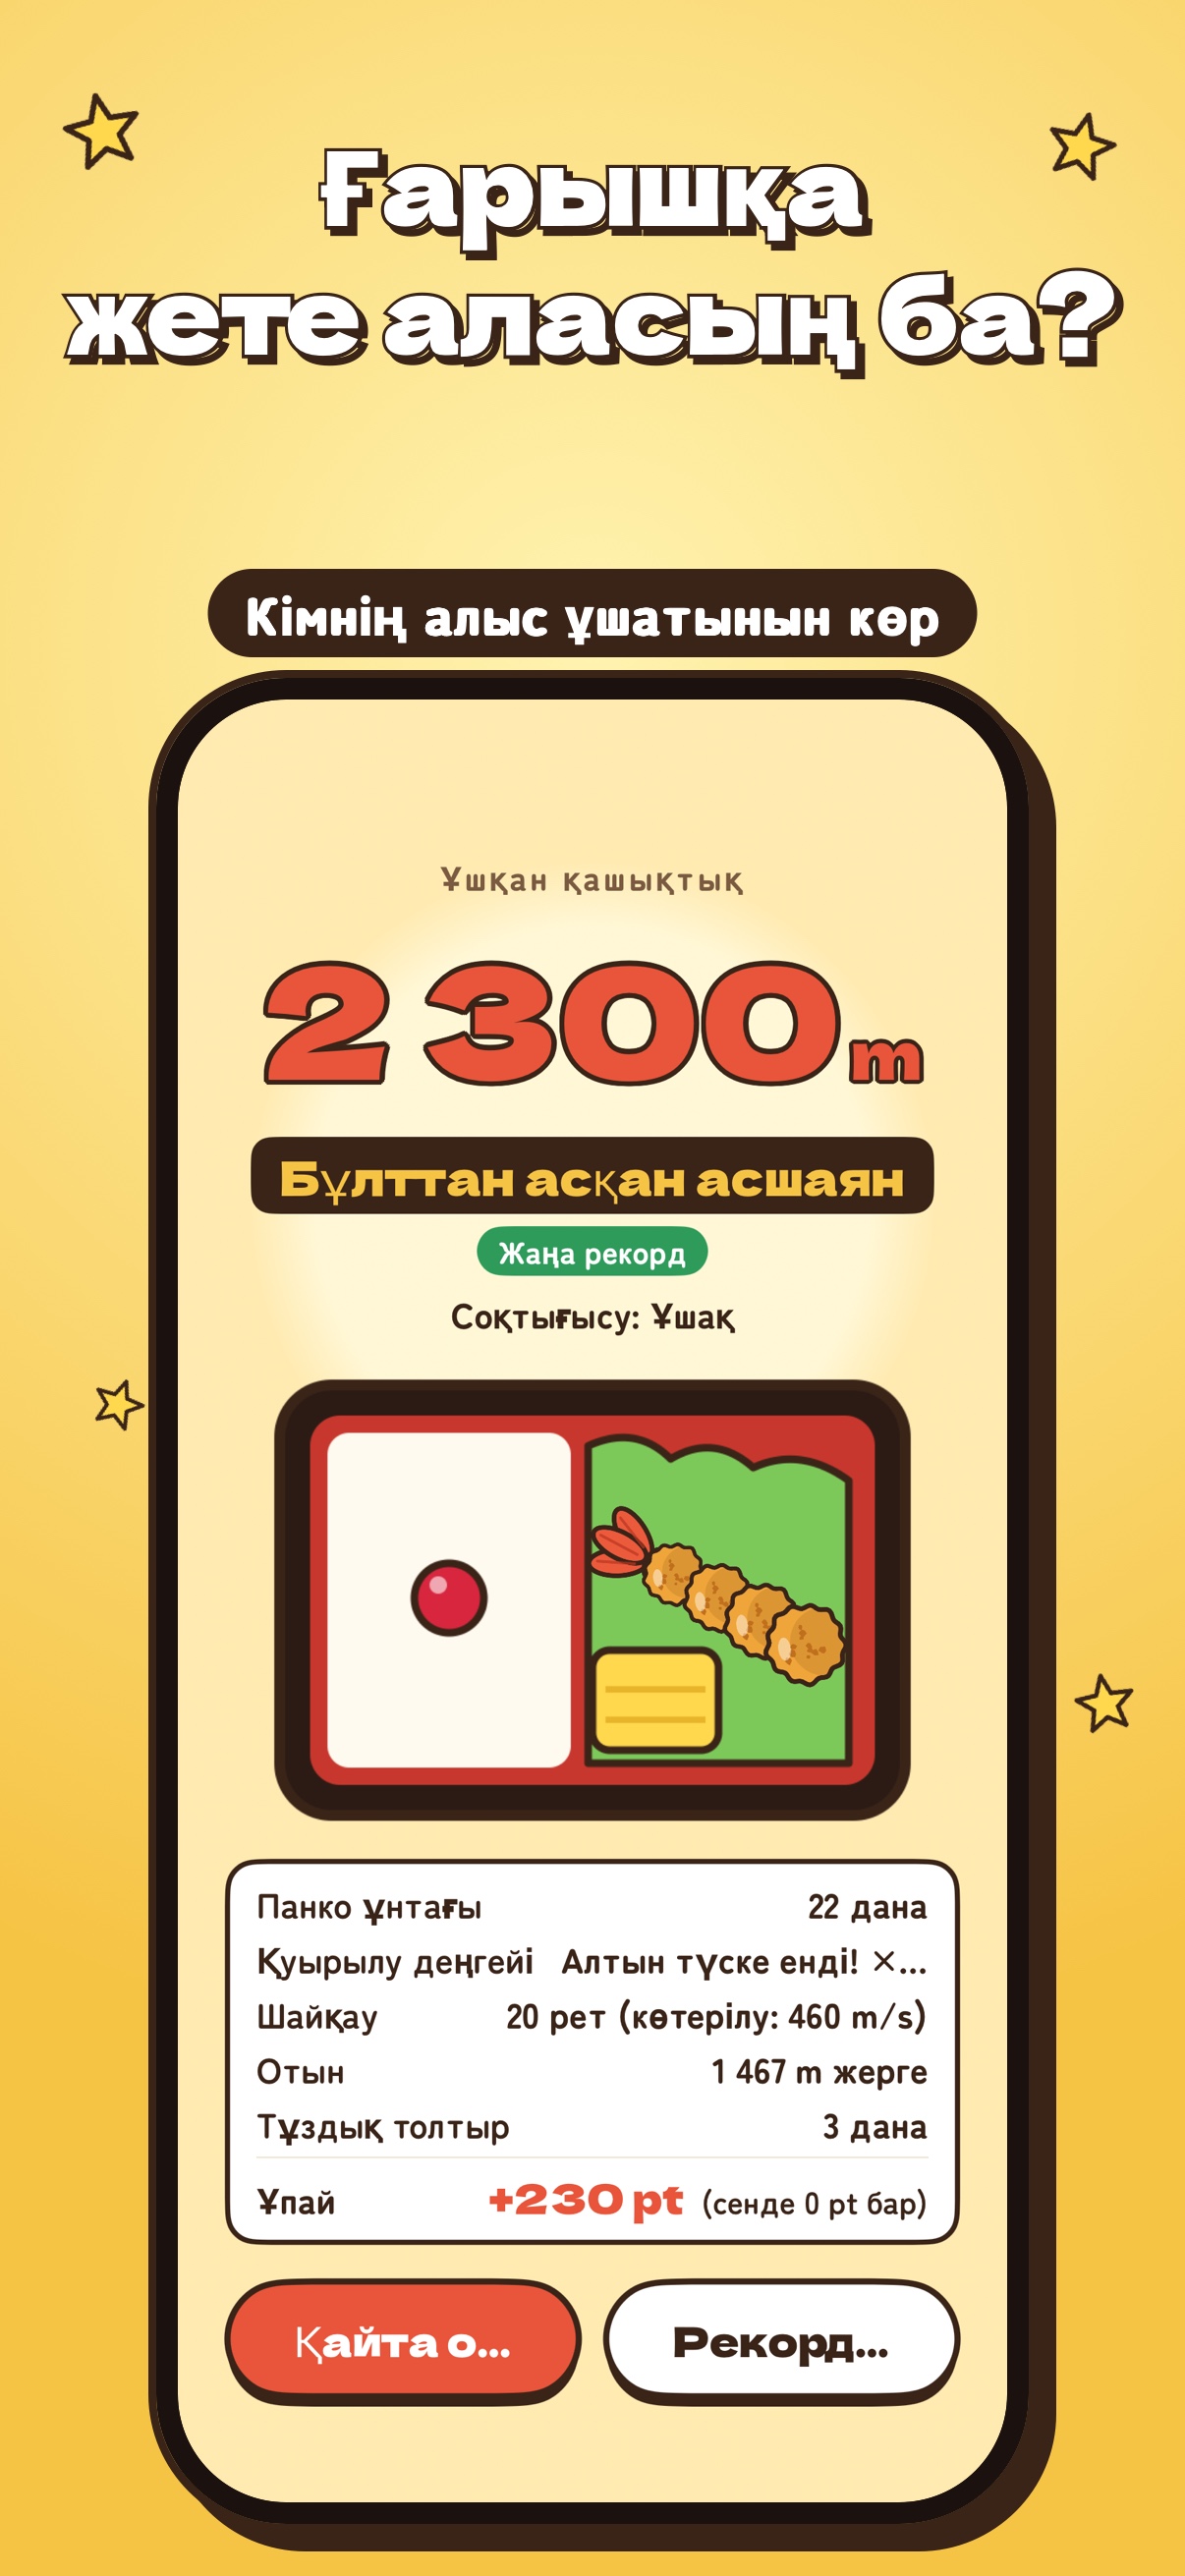 Ғарышқа
жете аласың ба?
Кімнің алыс ұшатынын көр
Ұшқан қашықтық
2 300 m
Бұлттан асқан асшаян
Жаңа рекорд
Соқтығысу: Ұшақ
Панко ұнтағы 22 дана
Қуырылу деңгейі Алтын түске енді! ×...
Шайқау 20 рет (көтерілу: 460 m/s)
Отын 1 467 m жерге
Тұздық толтыр 3 дана
Ұпай +230 pt (сенде 0 pt бар)
Қайта о... Рекорд...